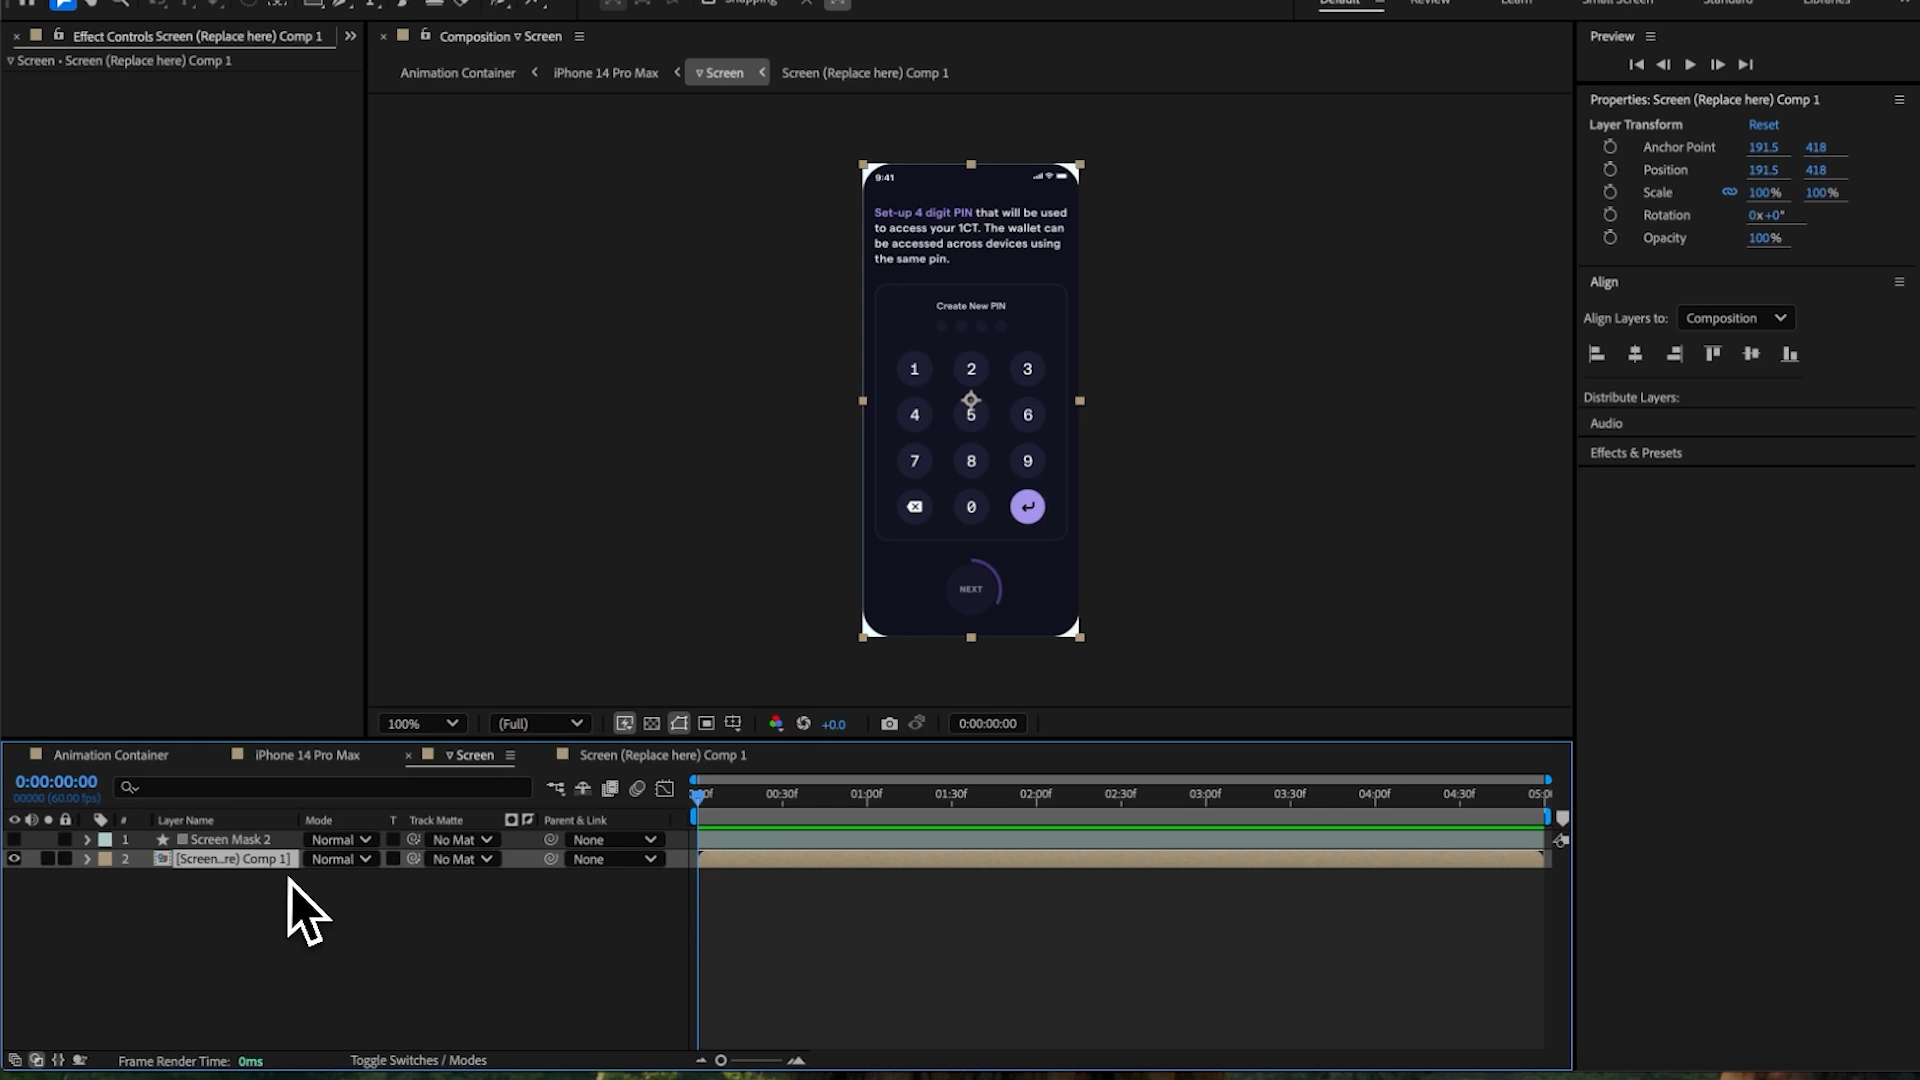 Snapping
Default
Review
Learn
Small Screen
Standard
Libraries
Effect Controls Screen (Replace here) Comp 1
Screen • Screen (Replace here) Comp 1
Composition Screen
Animation Container
iPhone 14 Pro Max
Screen
Screen (Replace here) Comp 1
9:41
Set-up 4 digit PIN that will be used
to access your 1CT. The wallet can
be accessed across devices using
the same pin.
Create New PIN
1 2 3
4 5 6
7 8 9
0
NEXT
100%
(Full)
+0.0
0:00:00:00
Preview
Properties: Screen (Replace here) Comp 1
Layer Transform Reset
Anchor Point 191.5 418
Position 191.5 418
Scale 100% 100%
Rotation 0x+0°
Opacity 100%
Align
Align Layers to: Composition
Distribute Layers:
Audio
Effects & Presets
Animation Container
iPhone 14 Pro Max
Screen
Screen (Replace here) Comp 1
0:00:00:00
00000 (60.00 fps)
00:30f 01:00f 01:30f 02:00f 02:30f 03:00f 03:30f 04:00f 04:30f
# Layer Name Mode T Track Matte Parent & Link
1 Screen Mask 2 Normal No Mat None
2 [Screen...re) Comp 1] Normal No Mat None
Frame Render Time: 0ms
Toggle Switches / Modes